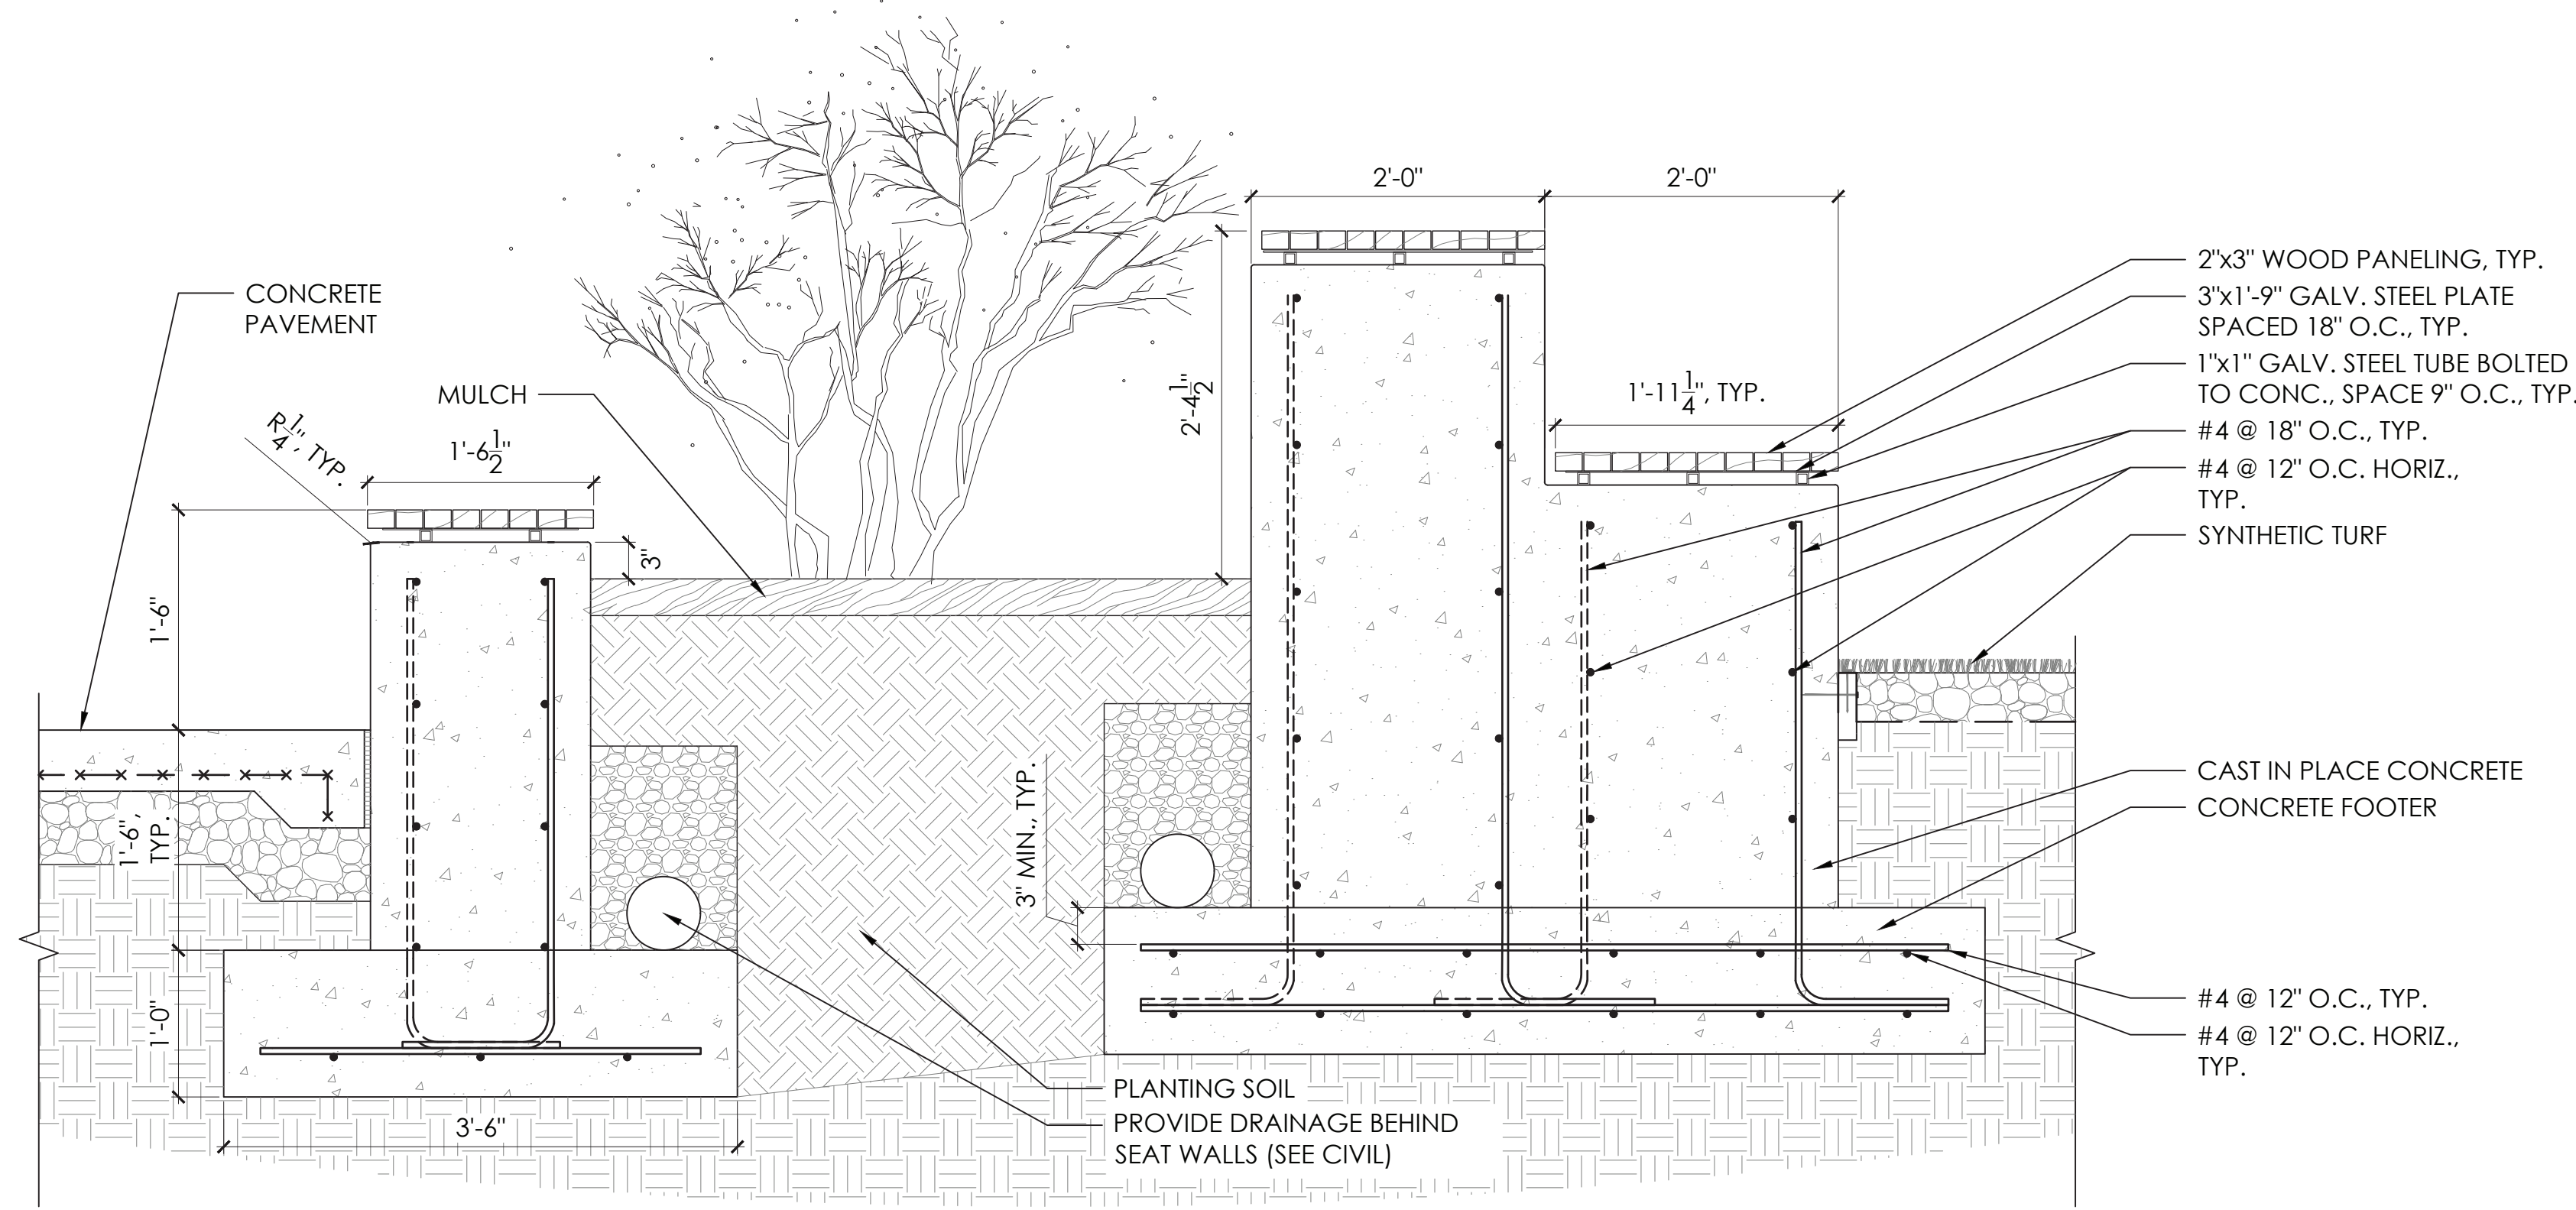 2'-0"
2'-0"
2"x3" WOOD PANELING, TYP.
3"x1'-9" GALV. STEEL PLATE
SPACED 18" O.C., TYP.
1"x1" GALV. STEEL TUBE BOLTED
TO CONC., SPACE 9" O.C., TYP.
#4 @ 18" O.C., TYP.
#4 @ 12" O.C. HORIZ.,
TYP.
SYNTHETIC TURF
CONCRETE
PAVEMENT
MULCH
R1/4", TYP.
1'-6 1/2"
2'-4 1/2"
1'-11 1/4", TYP.
3"
1'-6"
1'-6",
TYP.
3" MIN., TYP.
CAST IN PLACE CONCRETE
CONCRETE FOOTER
1'-0"
#4 @ 12" O.C., TYP.
#4 @ 12" O.C. HORIZ.,
TYP.
PLANTING SOIL
PROVIDE DRAINAGE BEHIND
SEAT WALLS (SEE CIVIL)
3'-6"